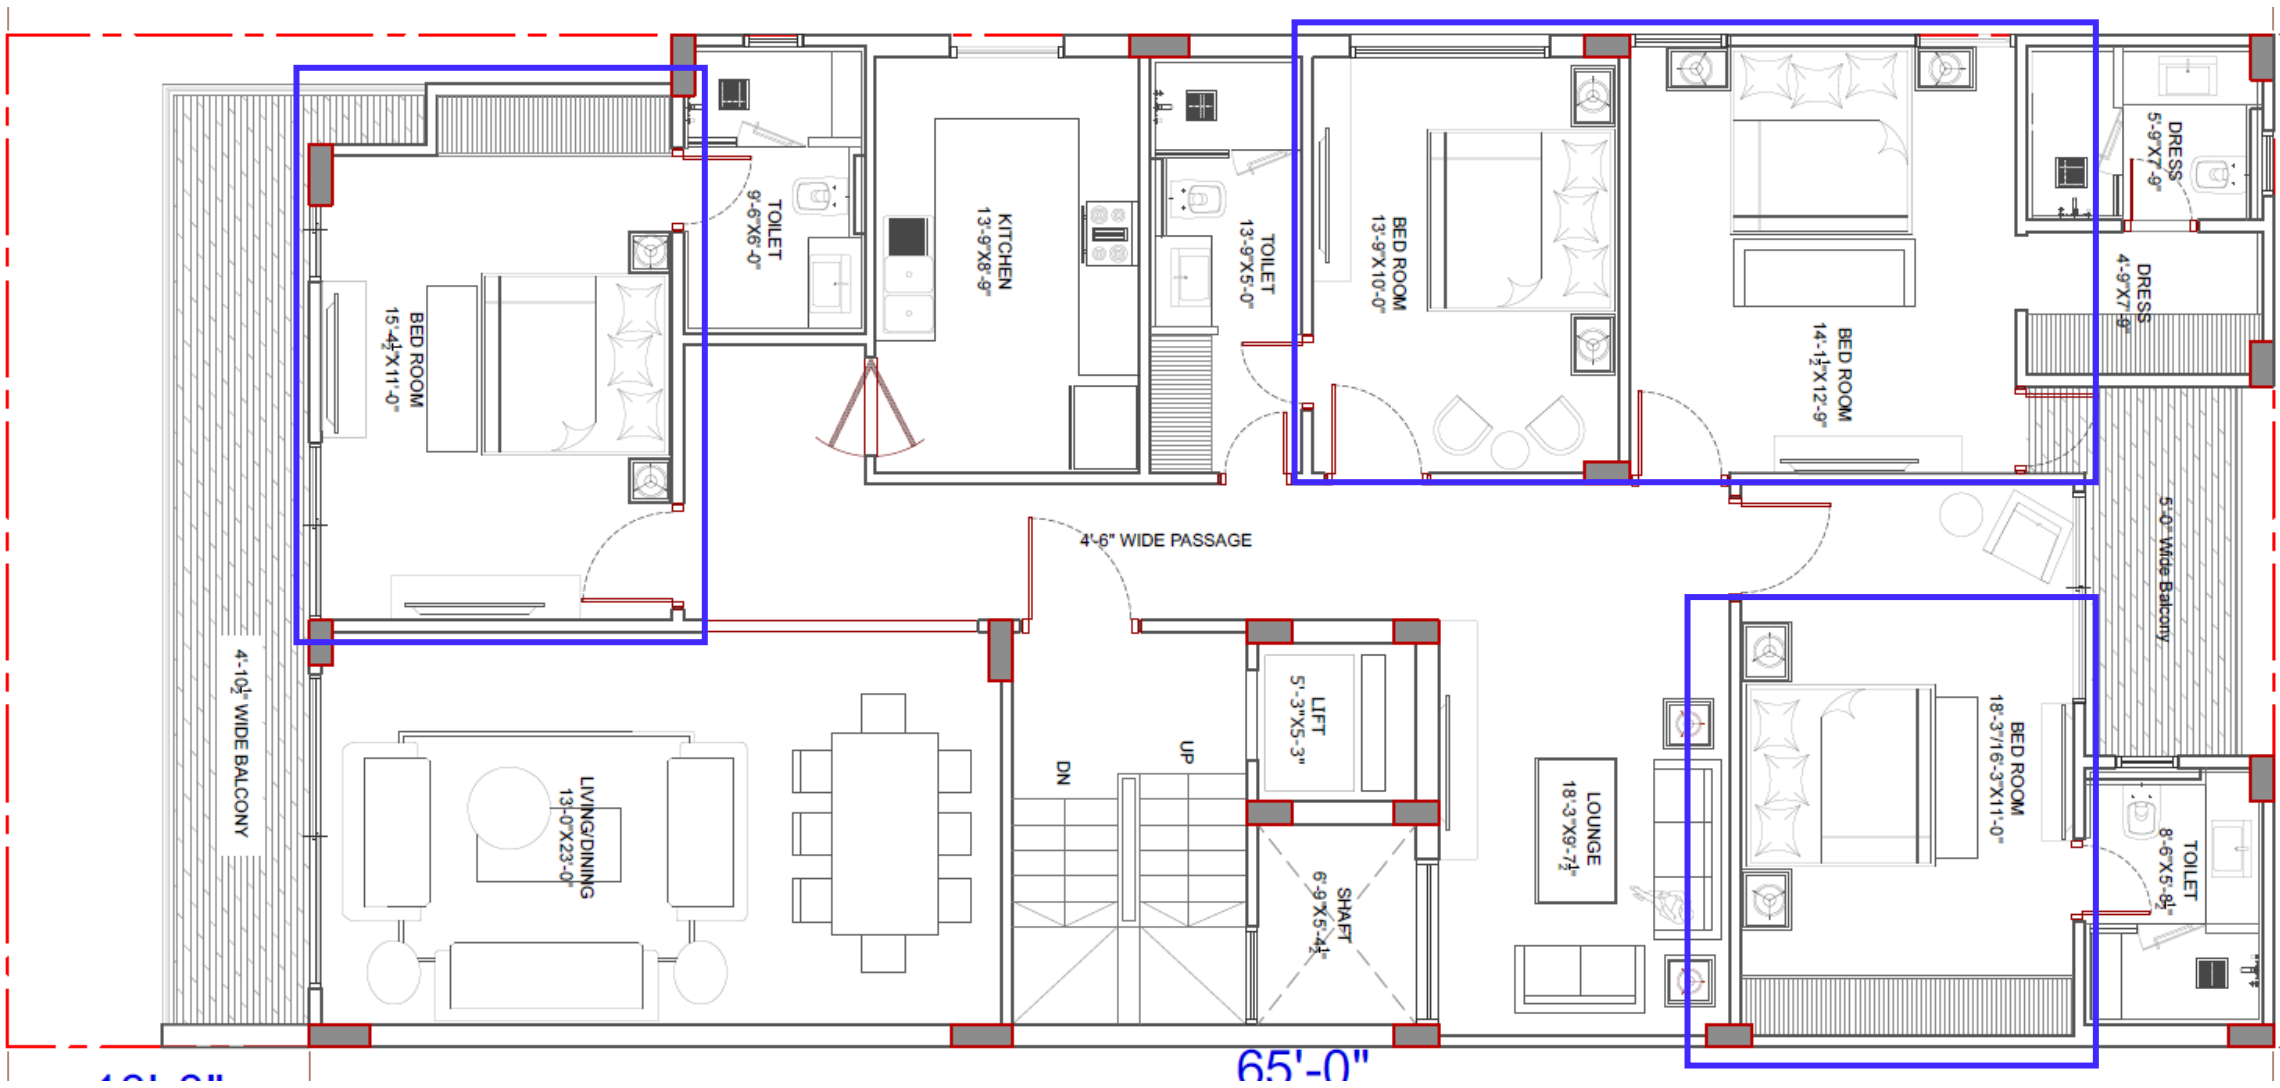 TOILET
9'-6"X6'-0"
KITCHEN
13'-9"X8'-9"
TOILET
13'-9"X5'-0"
BED ROOM
13'-9"X10'-0"
BED ROOM
14'-1½"X12'-9"
DRESS
5'-9"X7'-9"
DRESS
4'-9"X7'-9"
BED ROOM
15'-4½"X11'-0"
4'-6" WIDE PASSAGE
5'-0" Wide Balcony
4'-10½" WIDE BALCONY
LIVING/DINING
13'-0"X23'-0"
DN
UP
LIFT
5'-3"X5'-3"
SHAFT
6'-9"X5'-4½"
LOUNGE
18'-3"X9'-7½"
BED ROOM
18'-3"/16'-3"X11'-0"
TOILET
8'-6"X5'-8½"
65'-0"